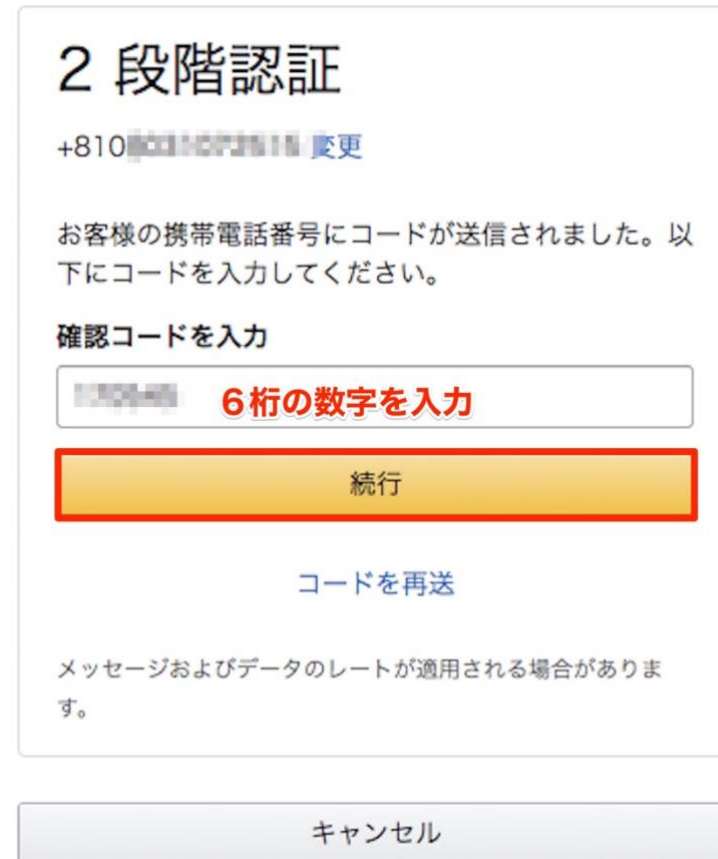 2 段階認証
+810 変更
お客様の携帯電話番号にコードが送信されました。以
下にコードを入力してください。
確認コードを入力
６桁の数字を入力
続行
コードを再送
メッセージおよびデータのレートが適用される場合がありま
す。
キャンセル